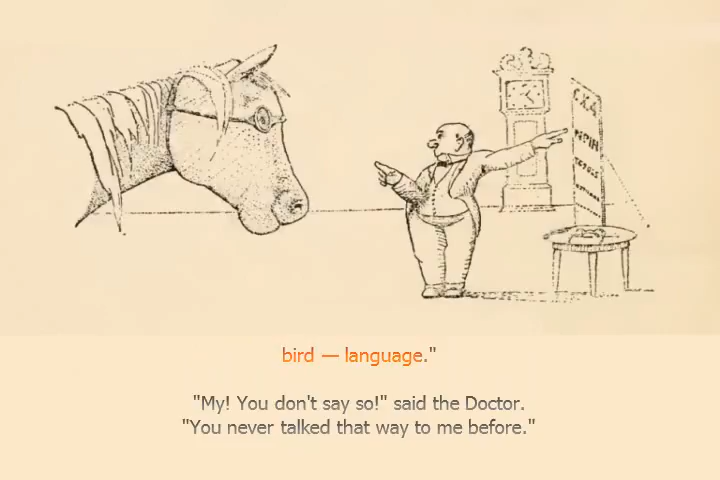 bird — language."
"My! You don't say so!" said the Doctor.
"You never talked that way to me before."